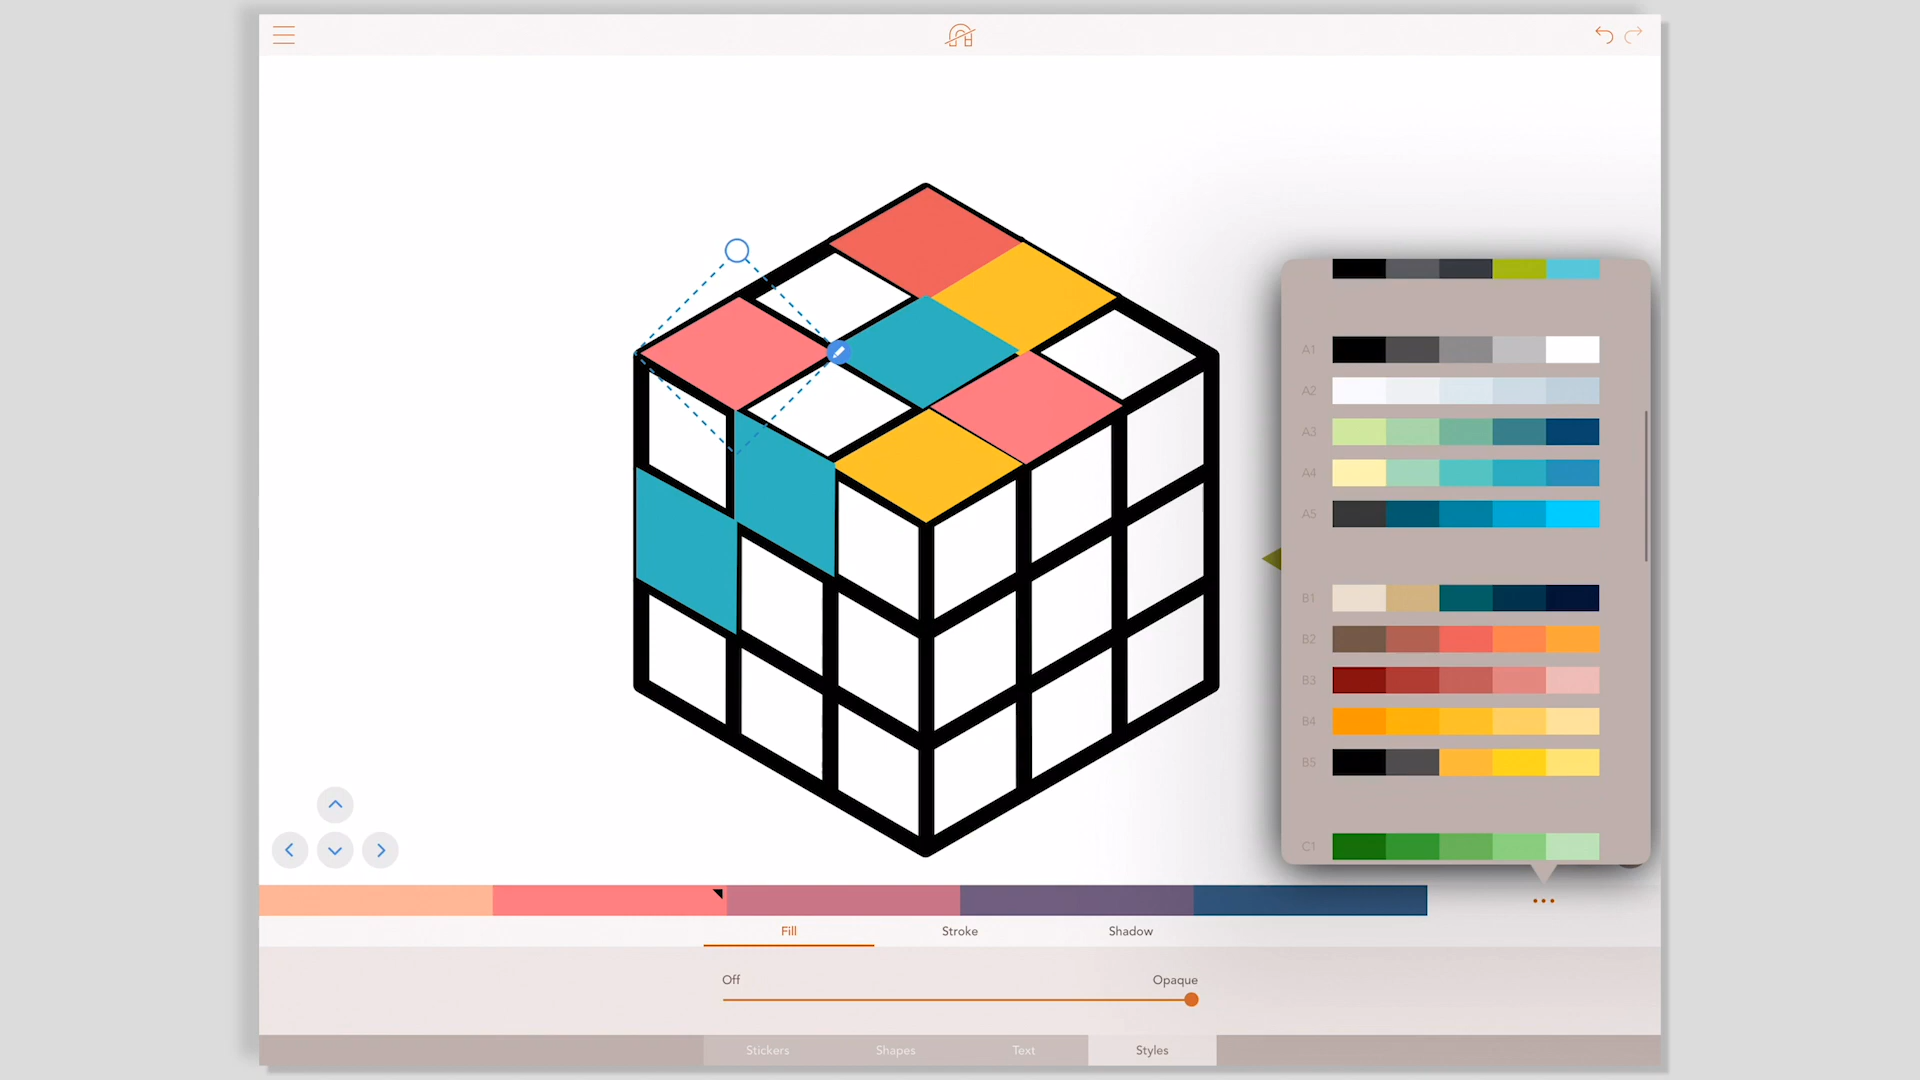 A1
A2
A3
A4
A5
B1
B2
B3
B4
B5
C1
Fill Stroke Shadow
Off Opaque
Stickers Shapes Text Styles